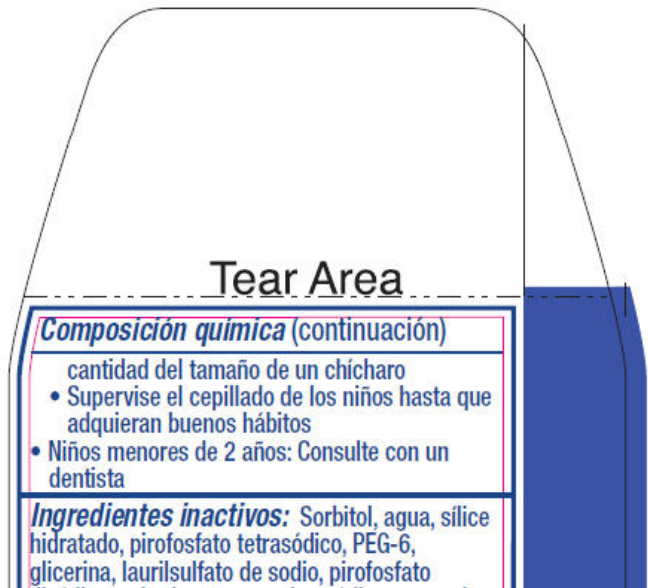 Tear Area
Composición química (continuación)
cantidad del tamaño de un chícharo
• Supervise el cepillado de los niños hasta que
adquieran buenos hábitos
• Niños menores de 2 años: Consulte con un
dentista
Ingredientes inactivos: Sorbitol, agua, sílice
hidratado, pirofosfato tetrasódico, PEG-6,
glicerina, laurilsulfato de sodio, pirofosfato